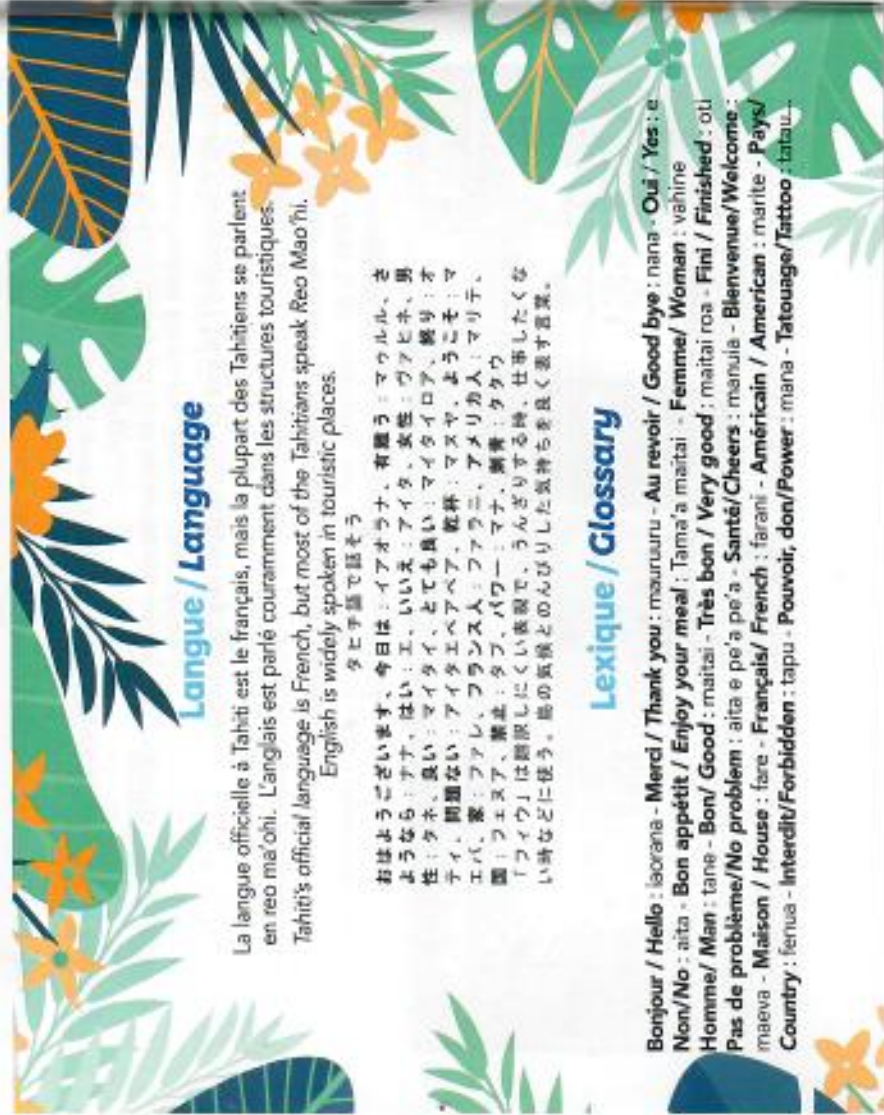 Langue / Language
La langue officielle à Tahiti est le français, mais la plupart des Tahitiens se parlent
en reo ma'ohi. L'anglais est parlé couramment dans les structures touristiques.
Tahiti's official language is French, but most of the Tahitians speak Reo Mao'hi.
English is widely spoken in touristic places.
タヒチ語で話そう
おはようございます、今日は：イアオラナ、有難う：マウルル、さ
ようなら：ナナ、はい：エ、いいえ：アイタ、女性：ヴァヒネ、男
性：タネ、良い：マイタイ、とても良い：マイタイロア、終り：オ
ティ、問題ない：アイタエペアペア、乾杯：マヌヤ、ようこそ：マ
エバ、家：ファレ、フランス人：ファラニ、アメリカ人：マリテ、
国：フェヌア、禁止：タブ、パワー：マナ、刺青：タタウ
「フィウ」は翻訳しにくい表現で、うんざりする時、仕事したくな
い時などに使う。島の気候とのんびりした気持ちを良く表す言葉。
Lexique / Glossary
Bonjour / Hello : iaorana - Merci / Thank you : mauruuru - Au revoir / Good bye : nana - Oui / Yes : e
Non/No : aita - Bon appétit / Enjoy your meal : Tama'a maitai - Femme/ Woman : vahine
Homme/ Man : tane - Bon/ Good : maitai - Très bon / Very good : maitai roa - Fini / Finished : oti
Pas de problème/No problem : aita e pe'a pe'a - Santé/Cheers : manuia - Bienvenue/Welcome :
maeva - Maison / House : fare - Français/ French : farani - Américain / American : marite - Pays/
Country : fenua - Interdit/Forbidden : tapu - Pouvoir, don/Power : mana - Tatouage/Tattoo : tatau...